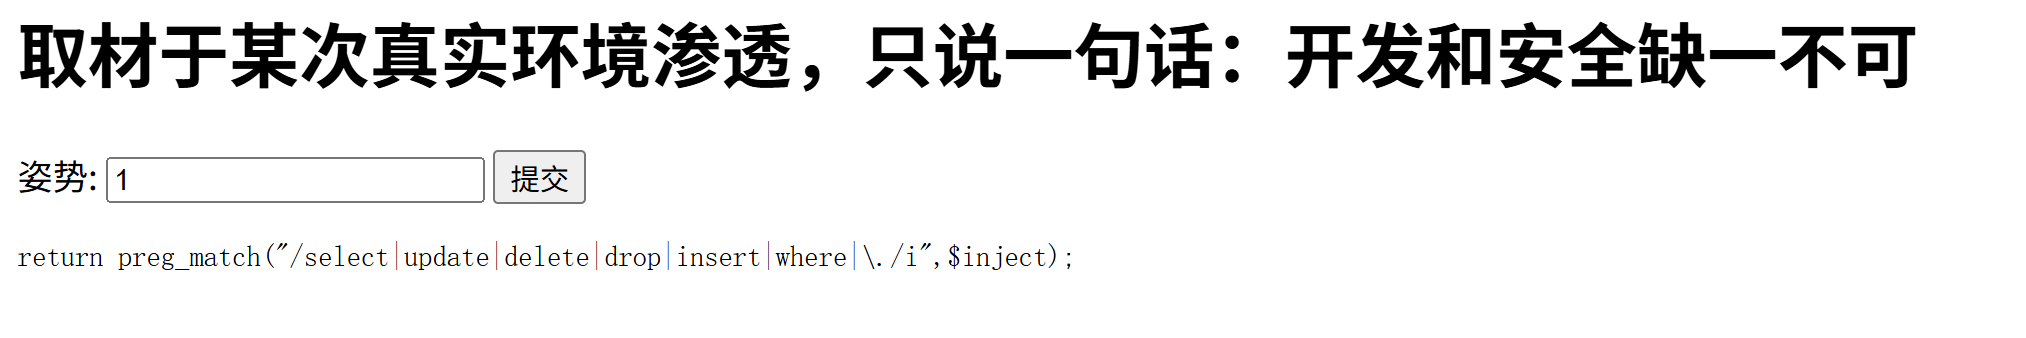 取材于某次真实环境渗透，只说一句话：开发和安全缺一不可
姿势: 1 提交
return preg_match("/select|update|delete|drop|insert|where|\./i",$inject);